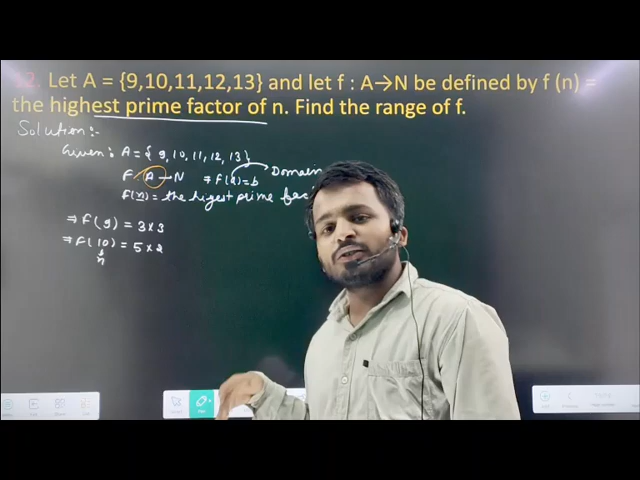 12. Let A = {9,10,11,12,13} and let f : A→N be defined by f (n) =
the highest prime factor of n. Find the range of f.
Solution:-
Given: A = { 9, 10, 11, 12, 13}
F: A → N ⇒ F(a) = b Domain
F(n) = the higest prime fac
⇒ F(9) = 3×3
⇒ F(10) = 5×2
n